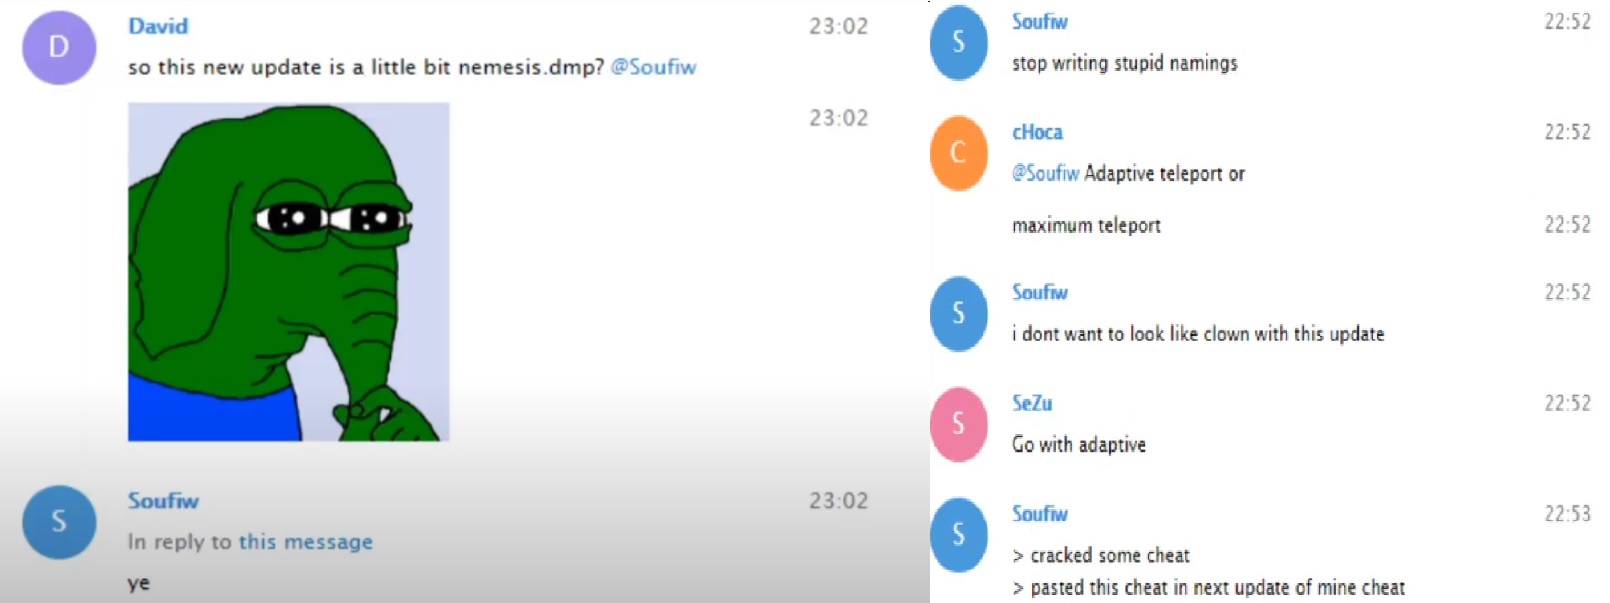 D
David
23:02
so this new update is a little bit nemesis.dmp? @Soufiw
23:02
S
Soufiw
23:02
In reply to this message
ye
S
Soufiw
22:52
stop writing stupid namings
C
cHoca
22:52
@Soufiw Adaptive teleport or
maximum teleport
22:52
S
Soufiw
22:52
i dont want to look like clown with this update
S
SeZu
22:52
Go with adaptive
S
Soufiw
22:53
> cracked some cheat
> pasted this cheat in next update of mine cheat